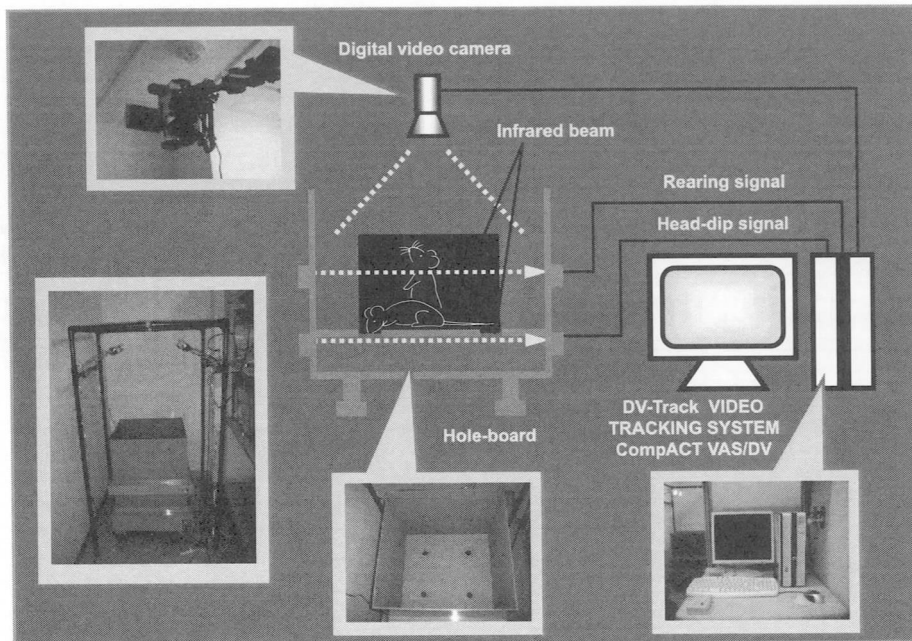 Digital video camera
Infrared beam
Rearing signal
Head-dip signal
DV-Track VIDEO
TRACKING SYSTEM
CompACT VAS/DV
Hole-board